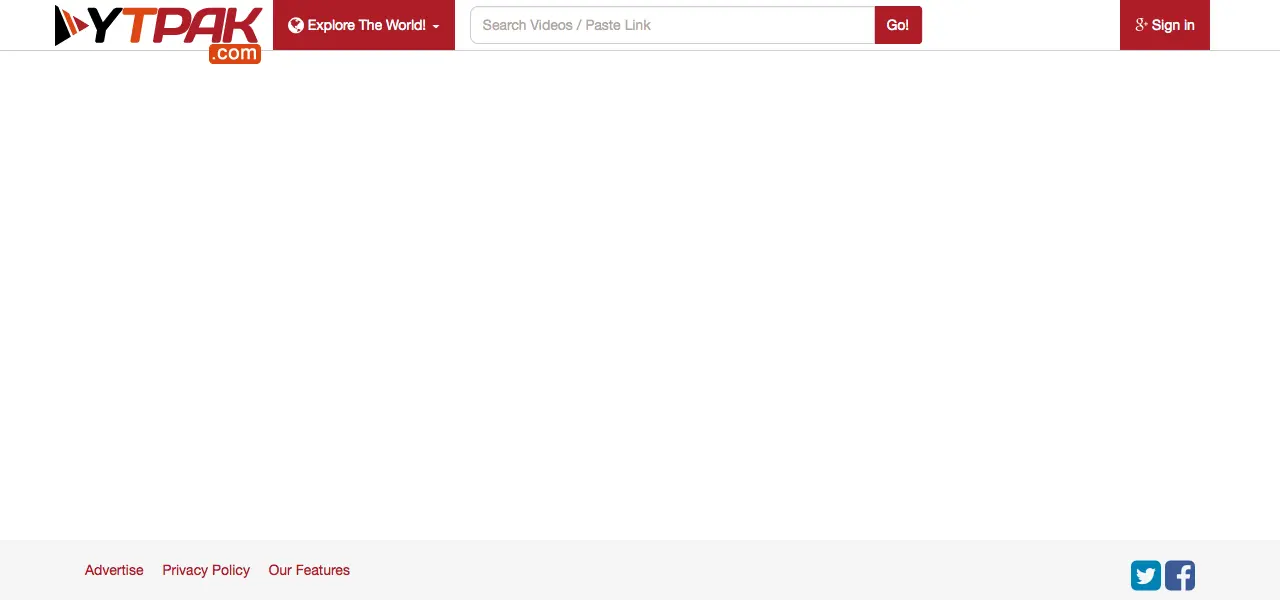 YTPAK
.com
Explore The World!
Search Videos / Paste Link
Go!
Sign in
Advertise
Privacy Policy
Our Features